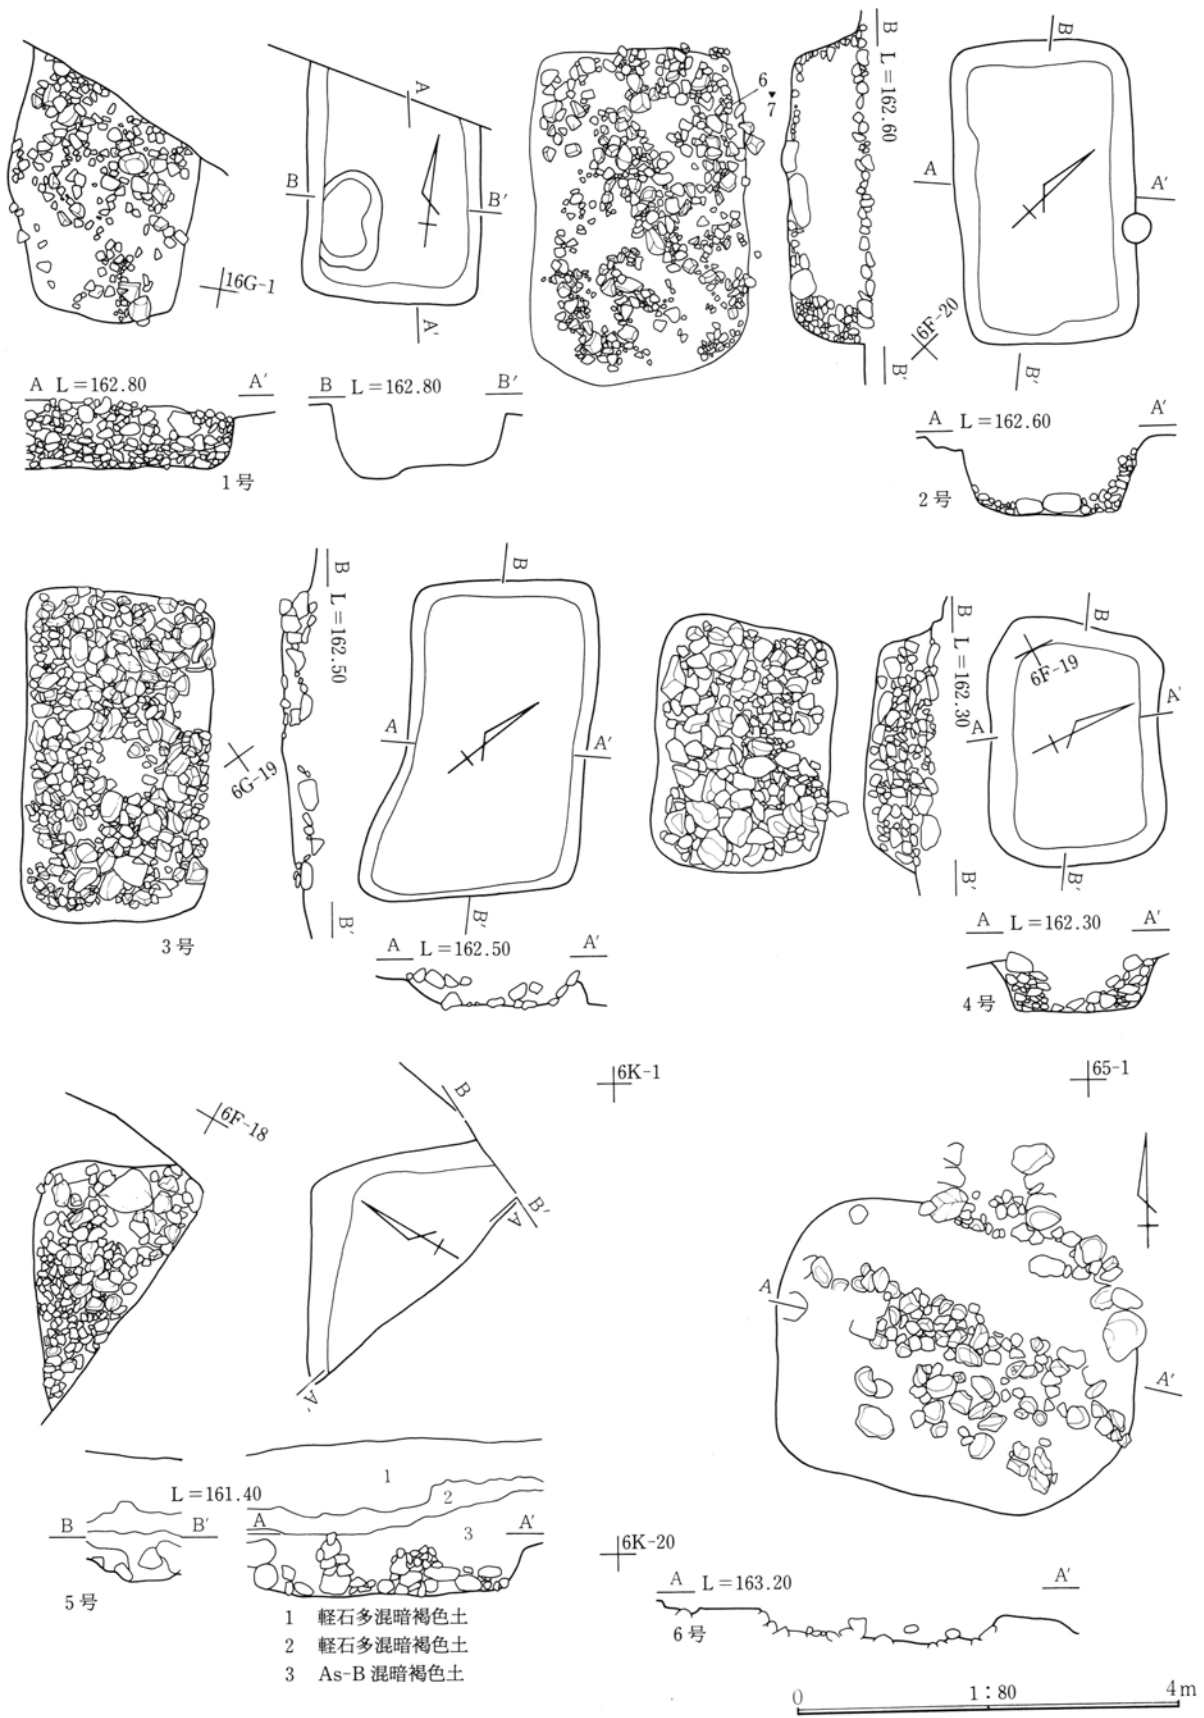 A
B
B'
A'
16G-1
A L=162.80 A'
1号
B L=162.80 B'
6
▼
7
B L=162.60
B'
6F-20
B
A
A'
B'
A L=162.60 A'
2号
3号
6G-19
B L=162.50
B'
B
A
A'
B'
A L=162.50 A'
B L=162.30
B'
B
6F-19
A
A'
B'
A L=162.30 A'
4号
6F-18
B
B'
A
A'
6K-1
65-1
A
A'
L=161.40
B B'
5号
1
2
3
A A'
1 軽石多混暗褐色土
2 軽石多混暗褐色土
3 As-B 混暗褐色土
6K-20
A L=163.20 A'
6号
0 1:80 4m